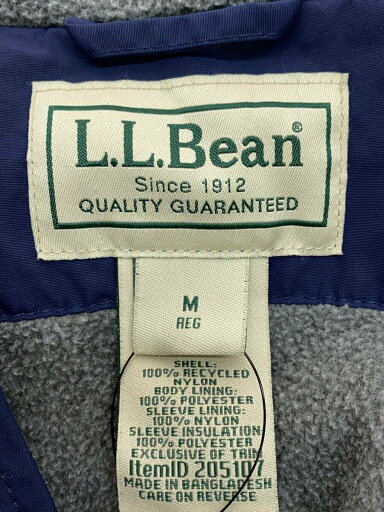 L.L.Bean®
Since 1912
QUALITY GUARANTEED
M
REG
SHELL:
100% RECYCLED
NYLON
BODY LINING:
100% POLYESTER
SLEEVE LINING:
100% NYLON
SLEEVE INSULATION:
100% POLYESTER
EXCLUSIVE OF TRIM
ItemID 205107
MADE IN BANGLADESH
CARE ON REVERSE